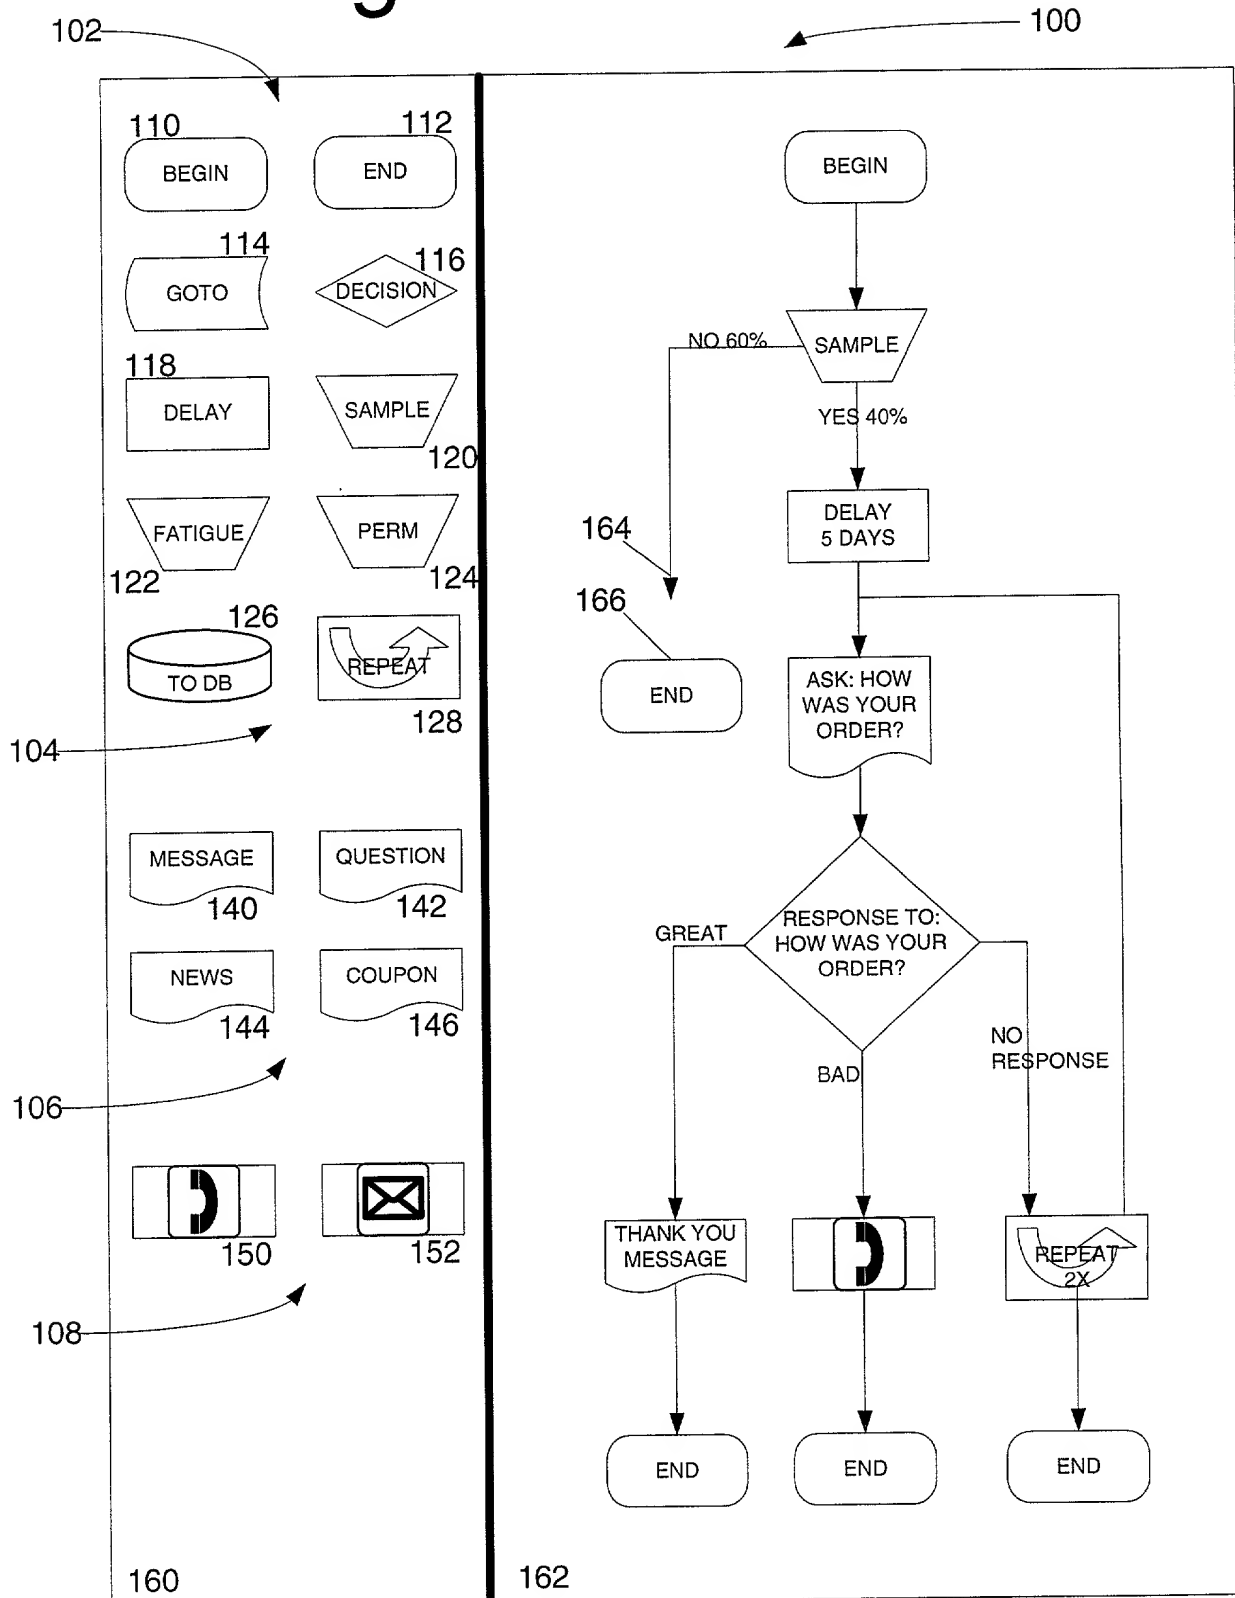 102
100
110
112
BEGIN
END
114
116
GOTO
DECISION
118
DELAY
SAMPLE
120
FATIGUE
PERM
122
124
126
TO DB
REPEAT
128
104
MESSAGE
QUESTION
140
142
NEWS
COUPON
144
146
106
150
152
108
160
BEGIN
SAMPLE
NO 60%
YES 40%
DELAY
5 DAYS
164
166
END
ASK: HOW
WAS YOUR
ORDER?
RESPONSE TO:
HOW WAS YOUR
ORDER?
GREAT
BAD
NO
RESPONSE
THANK YOU
MESSAGE
REPEAT
2X
END
END
END
162